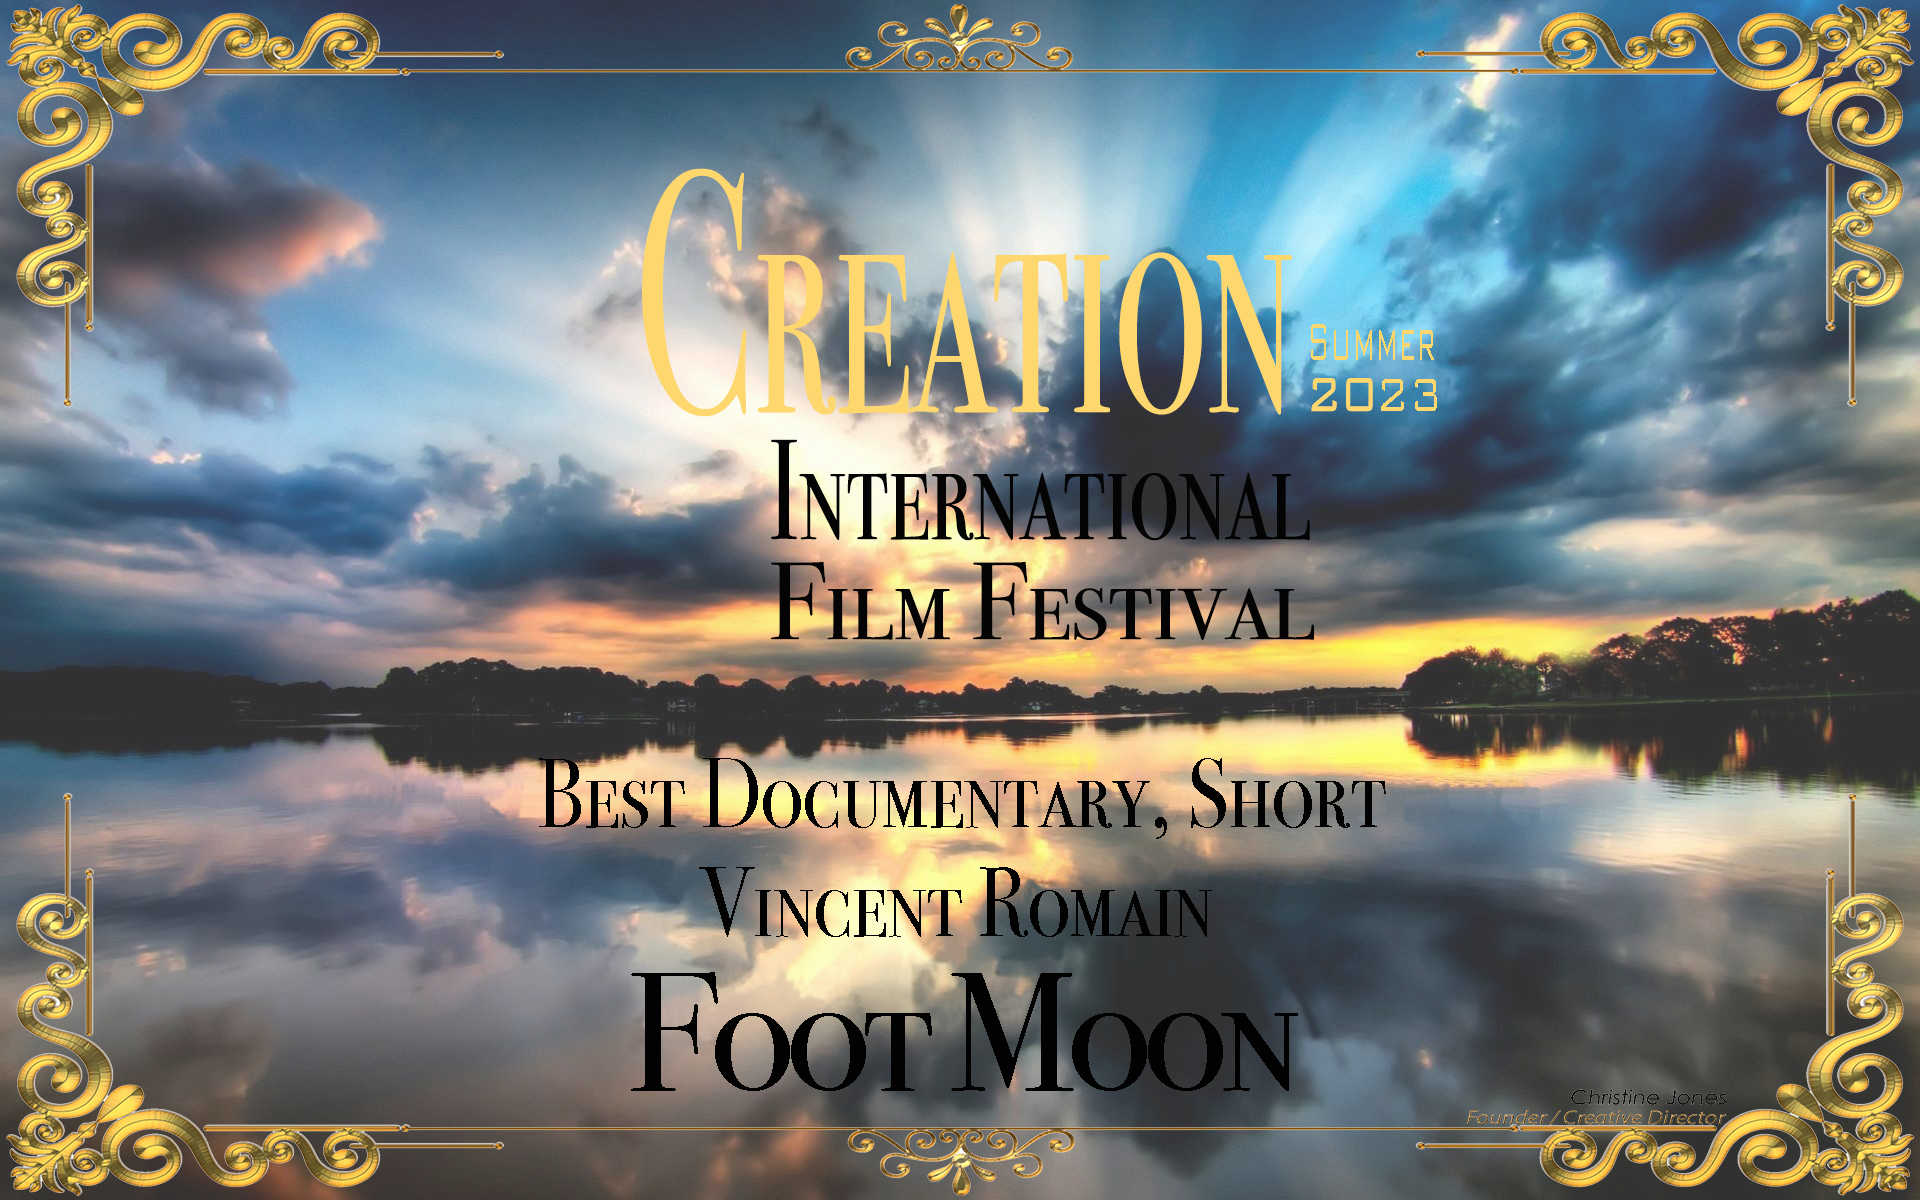 Creation
Summer
2023
International
Film Festival
Best Documentary, Short
Vincent Romain
Foot Moon
Christine Jones
Founder / Creative Director